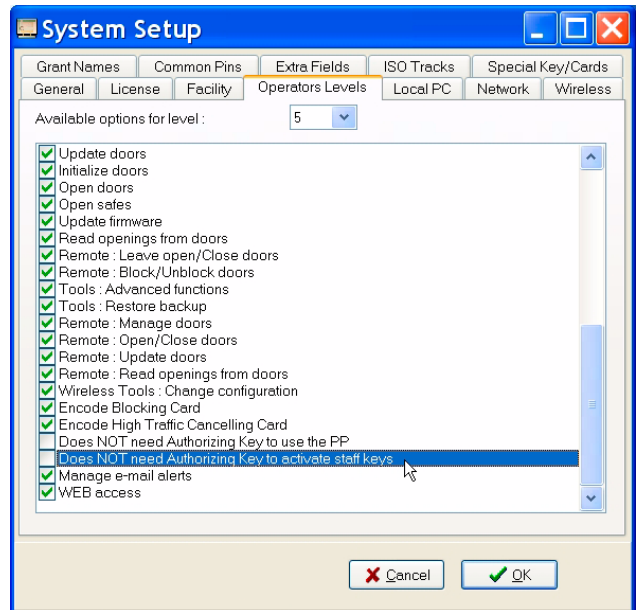 System Setup
Grant Names Common Pins Extra Fields ISO Tracks Special Key/Cards
General License Facility Operators Levels Local PC Network Wireless
Available options for level : 5
Update doors
Initialize doors
Open doors
Open safes
Update firmware
Read openings from doors
Remote : Leave open/Close doors
Remote : Block/Unblock doors
Tools : Advanced functions
Tools : Restore backup
Remote : Manage doors
Remote : Open/Close doors
Remote : Update doors
Remote : Read openings from doors
Wireless Tools : Change configuration
Encode Blocking Card
Encode High Traffic Cancelling Card
Does NOT need Authorizing Key to use the PP
Does NOT need Authorizing Key to activate staff keys
Manage e-mail alerts
WEB access
Cancel OK